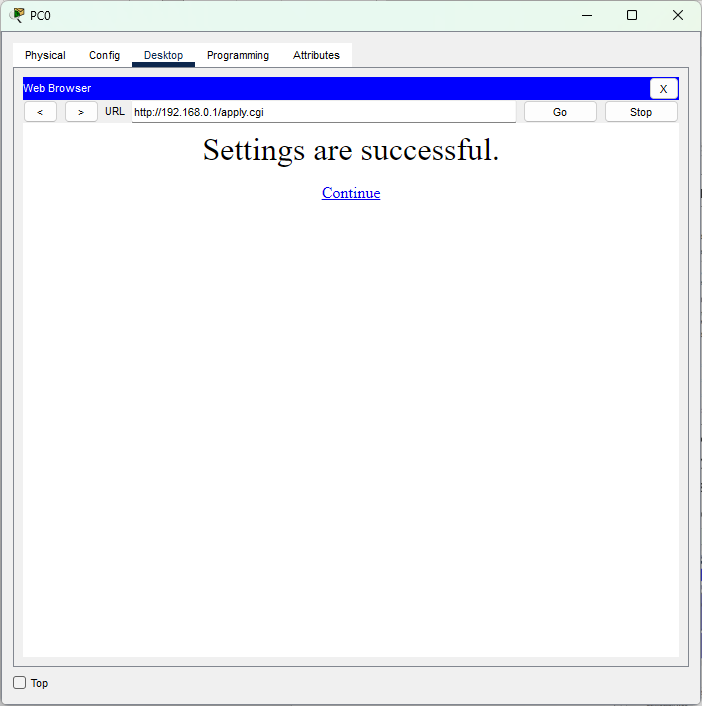 PC0
Physical Config Desktop Programming Attributes
Web Browser X
< > URL http://192.168.0.1/apply.cgi Go Stop
Settings are successful.
Continue
Top